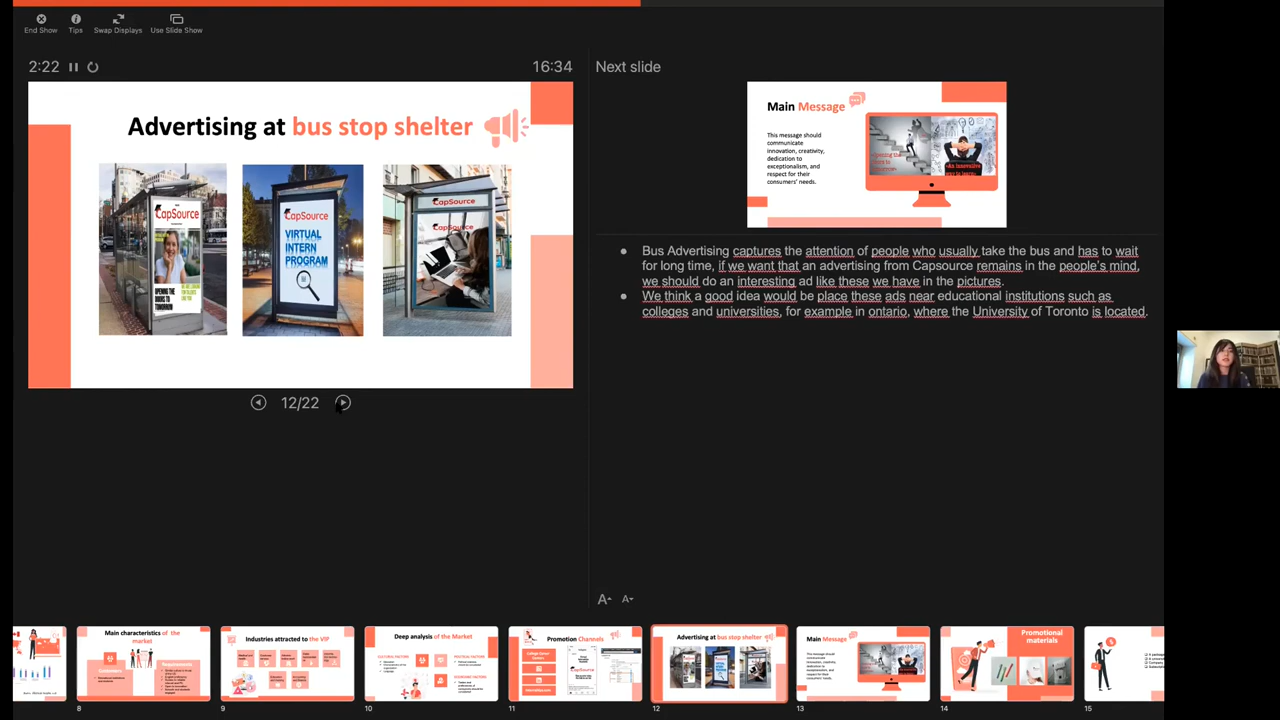 End Show
Tips
Swap Displays
Use Slide Show
2:22
16:34
Next slide
Advertising at bus stop shelter
CapSource
OPENING THE
DOORS TO
TOMORROW
CapSource
VIRTUAL
INTERN
PROGRAM
CapSource
CapSource
12/22
Main Message
This message should
communicate
innovation, creativity,
dedication to
exceptionalism, and
respect for their
consumers' needs.
● Bus Advertising captures the attention of people who usually take the bus and has to wait
for long time, if we want that an advertising from Capsource remains in the people's mind,
we should do an interesting ad like these we have in the pictures.
● We think a good idea would be place these ads near educational institutions such as
colleges and universities, for example in ontario, where the University of Toronto is located.
A
A
Main characteristics of the
market
Customers
Requirements
8
Industries attracted to the VIP
9
Deep analysis of the Market
10
Promotion Channels
11
Advertising at bus stop shelter
12
Main Message
13
Promotional
materials
14
15